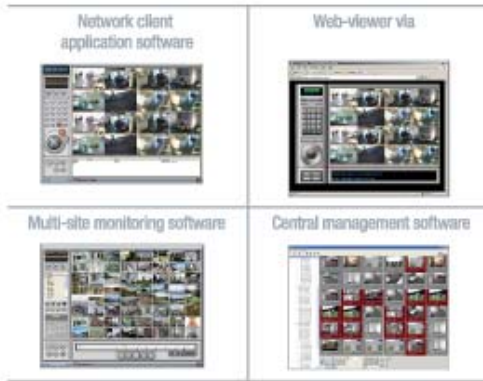 Network client
application software
Web-viewer via
Multi-site monitoring software
Central management software